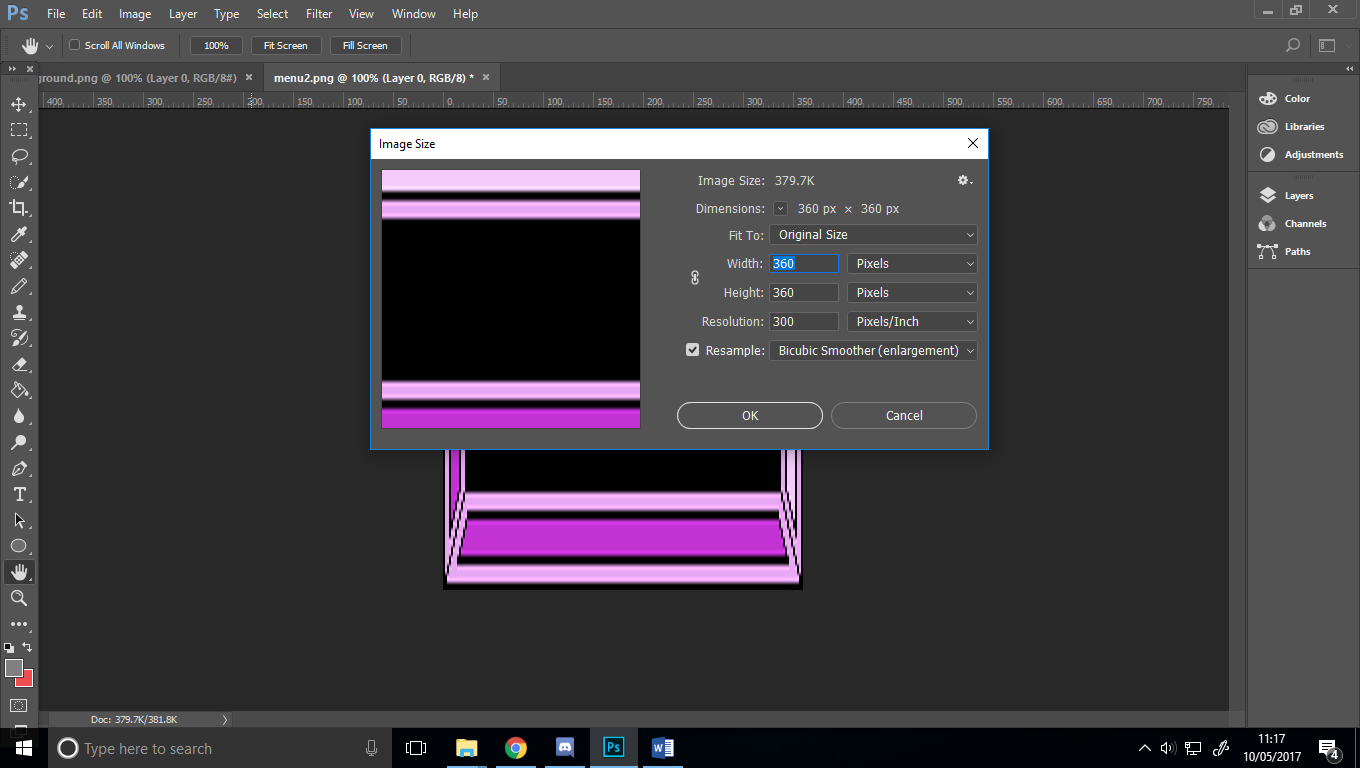 Ps File Edit Image Layer Type Select Filter View Window Help
Scroll All Windows 100% Fit Screen Fill Screen
round.png @ 100% (Layer 0, RGB/8#) × menu2.png @ 100% (Layer 0, RGB/8) * ×
400 350 300 250 200 150 100 50 0 50 100 150 200 250 300 350 400 450 500 550 600 650 700 750
Image Size
Image Size: 379.7K
Dimensions: 360 px × 360 px
Fit To: Original Size
Width: 360 Pixels
Height: 360 Pixels
Resolution: 300 Pixels/Inch
Resample: Bicubic Smoother (enlargement)
OK Cancel
Color
Libraries
Adjustments
Layers
Channels
Paths
T
Doc: 379.7K/381.8K
Type here to search
Ps
W
11:17
10/05/2017
4